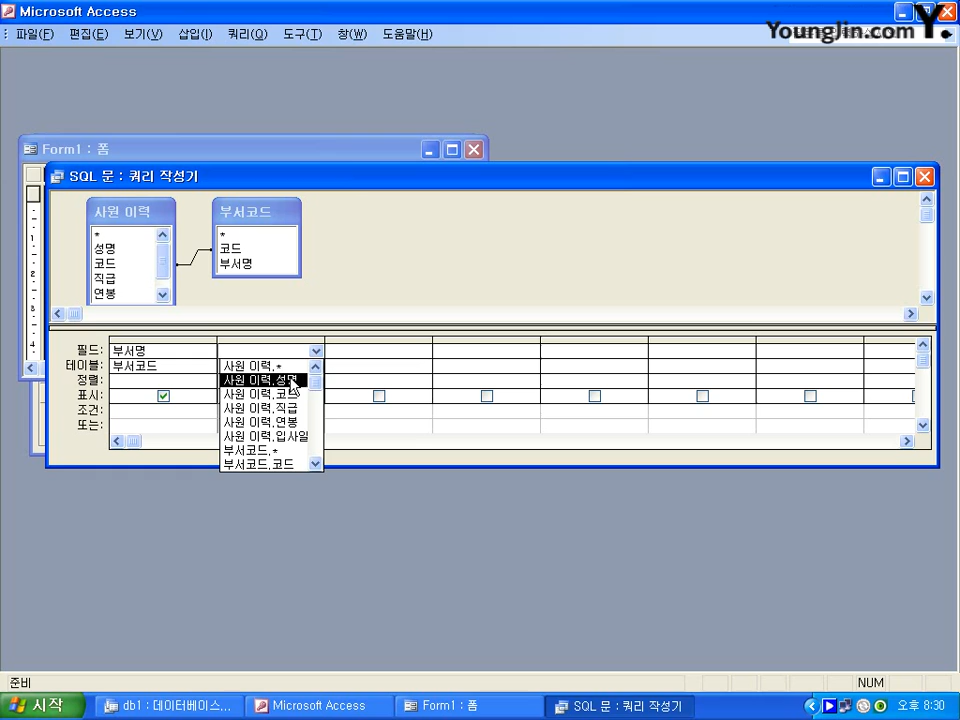 Microsoft Access
파일(F) 편집(E) 보기(V) 삽입(I) 쿼리(Q) 도구(T) 창(W) 도움말(H)
YoungJin.com Y.
Form1 : 폼
SQL 문 : 쿼리 작성기
사원 이력
*
성명
코드
직급
연봉
부서코드
*
코드
부서명
필드: 부서명
테이블: 부서코드
정렬:
표시:
조건:
또는:
사원 이력.*
사원 이력.성명
사원 이력.코드
사원 이력.직급
사원 이력.연봉
사원 이력.입사일
부서코드.*
부서코드.코드
준비
NUM
시작
db1 : 데이터베이스...
Microsoft Access
Form1 : 폼
SQL 문 : 쿼리 작성기
오후 8:30